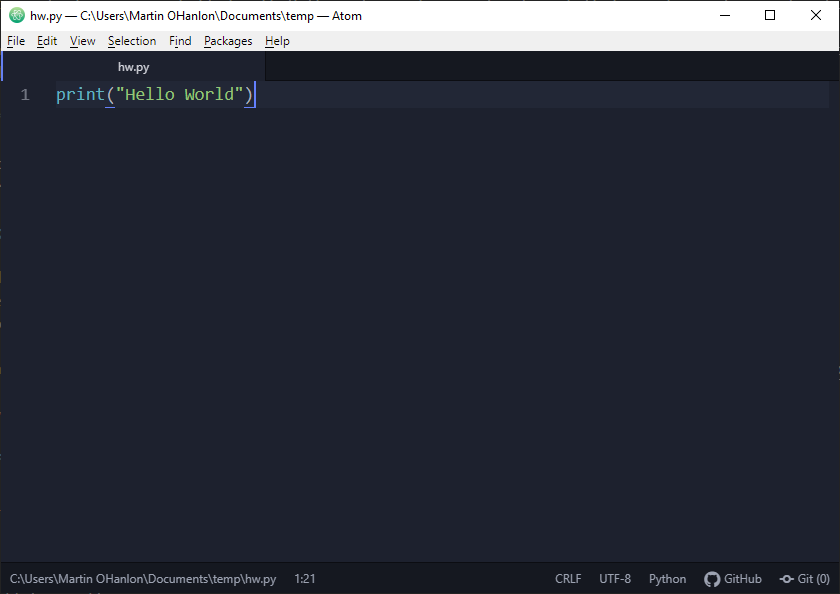 hw.py — C:\Users\Martin OHanlon\Documents\temp — Atom
File Edit View Selection Find Packages Help
hw.py
1 print("Hello World")
C:\Users\Martin OHanlon\Documents\temp\hw.py 1:21 CRLF UTF-8 Python GitHub Git (0)